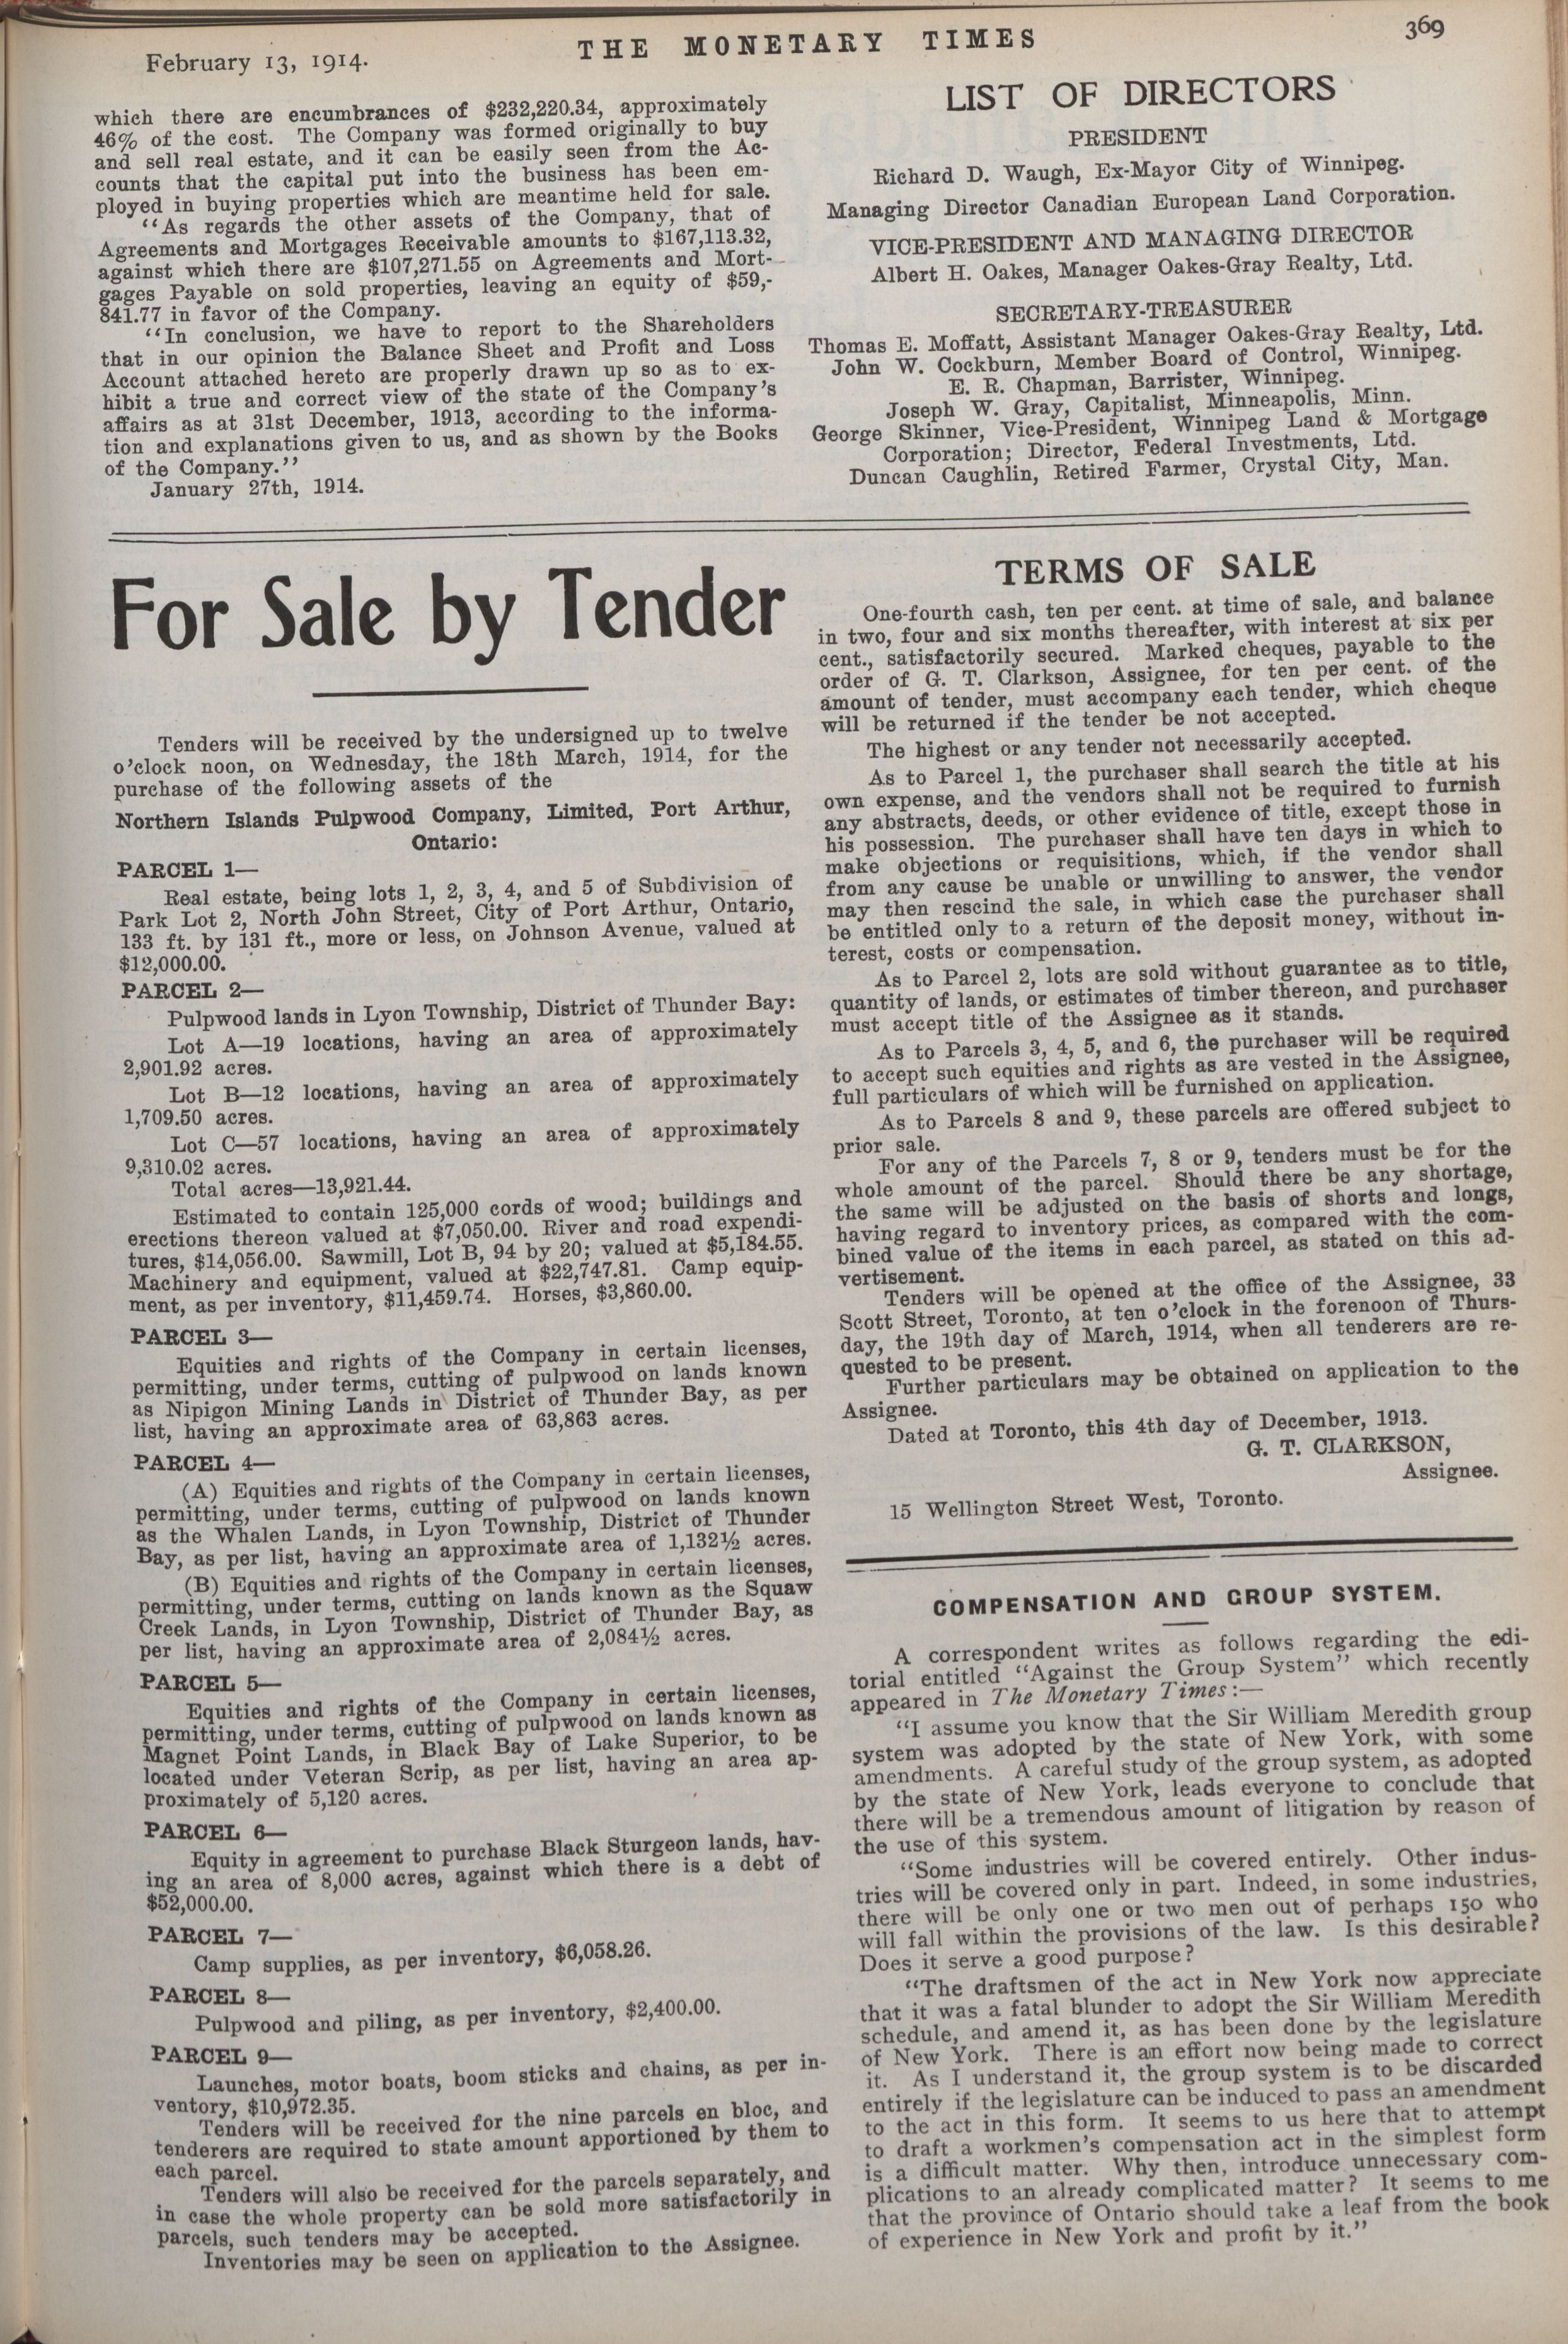 February 13, 1914.
THE MONETARY TIMES
369
which there are encumbrances of $232,220.34, approximately
46% of the cost. The Company was formed originally to buy
and sell real estate, and it can be easily seen from the Ac-
counts that the capital put into the business has been em-
ployed in buying properties which are meantime held for sale.
"As regards the other assets of the Company, that of
Agreements and Mortgages Receivable amounts to $167,113.32,
against which there are $107,271.55 on Agreements and Mort-
gages Payable on sold properties, leaving an equity of $59,-
841.77 in favor of the Company.
"In conclusion, we have to report to the Shareholders
that in our opinion the Balance Sheet and Profit and Loss
Account attached hereto are properly drawn up so as to ex-
hibit a true and correct view of the state of the Company's
affairs as at 31st December, 1913, according to the informa-
tion and explanations given to us, and as shown by the Books
of the Company."
January 27th, 1914.
LIST OF DIRECTORS
PRESIDENT
Richard D. Waugh, Ex-Mayor City of Winnipeg.
Managing Director Canadian European Land Corporation.
VICE-PRESIDENT AND MANAGING DIRECTOR
Albert H. Oakes, Manager Oakes-Gray Realty, Ltd.
SECRETARY-TREASURER
Thomas E. Moffatt, Assistant Manager Oakes-Gray Realty, Ltd.
John W. Cockburn, Member Board of Control, Winnipeg.
E. R. Chapman, Barrister, Winnipeg.
Joseph W. Gray, Capitalist, Minneapolis, Minn.
George Skinner, Vice-President, Winnipeg Land & Mortgage
Corporation; Director, Federal Investments, Ltd.
Duncan Caughlin, Retired Farmer, Crystal City, Man.
For Sale by Tender
Tenders will be received by the undersigned up to twelve
o'clock noon, on Wednesday, the 18th March, 1914, for the
purchase of the following assets of the
Northern Islands Pulpwood Company, Limited, Port Arthur,
Ontario:
PARCEL 1—
Real estate, being lots 1, 2, 3, 4, and 5 of Subdivision of
Park Lot 2, North John Street, City of Port Arthur, Ontario,
133 ft. by 131 ft., more or less, on Johnson Avenue, valued at
$12,000.00.
PARCEL 2—
Pulpwood lands in Lyon Township, District of Thunder Bay:
Lot A—19 locations, having an area of approximately
2,901.92 acres.
Lot B—12 locations, having an area of approximately
1,709.50 acres.
Lot C—57 locations, having an area of approximately
9,310.02 acres.
Total acres—13,921.44.
Estimated to contain 125,000 cords of wood; buildings and
erections thereon valued at $7,050.00. River and road expendi-
tures, $14,056.00. Sawmill, Lot B, 94 by 20; valued at $5,184.55.
Machinery and equipment, valued at $22,747.81. Camp equip-
ment, as per inventory, $11,459.74. Horses, $3,860.00.
PARCEL 3—
Equities and rights of the Company in certain licenses,
permitting, under terms, cutting of pulpwood on lands known
as Nipigon Mining Lands in District of Thunder Bay, as per
list, having an approximate area of 63,863 acres.
PARCEL 4—
(A) Equities and rights of the Company in certain licenses,
permitting, under terms, cutting of pulpwood on lands known
as the Whalen Lands, in Lyon Township, District of Thunder
Bay, as per list, having an approximate area of 1,132½ acres.
(B) Equities and rights of the Company in certain licenses,
permitting, under terms, cutting on lands known as the Squaw
Creek Lands, in Lyon Township, District of Thunder Bay, as
per list, having an approximate area of 2,084½ acres.
PARCEL 5—
Equities and rights of the Company in certain licenses,
permitting, under terms, cutting of pulpwood on lands known as
Magnet Point Lands, in Black Bay of Lake Superior, to be
located under Veteran Scrip, as per list, having an area ap-
proximately of 5,120 acres.
PARCEL 6—
Equity in agreement to purchase Black Sturgeon lands, hav-
ing an area of 8,000 acres, against which there is a debt of
$52,000.00.
PARCEL 7—
Camp supplies, as per inventory, $6,058.26.
PARCEL 8—
Pulpwood and piling, as per inventory, $2,400.00.
PARCEL 9—
Launches, motor boats, boom sticks and chains, as per in-
ventory, $10,972.35.
Tenders will be received for the nine parcels en bloc, and
tenderers are required to state amount apportioned by them to
each parcel.
Tenders will also be received for the parcels separately, and
in case the whole property can be sold more satisfactorily in
parcels, such tenders may be accepted.
Inventories may be seen on application to the Assignee.
TERMS OF SALE
One-fourth cash, ten per cent. at time of sale, and balance
in two, four and six months thereafter, with interest at six per
cent., satisfactorily secured. Marked cheques, payable to the
order of G. T. Clarkson, Assignee, for ten per cent. of the
amount of tender, must accompany each tender, which cheque
will be returned if the tender be not accepted.
The highest or any tender not necessarily accepted.
As to Parcel 1, the purchaser shall search the title at his
own expense, and the vendors shall not be required to furnish
any abstracts, deeds, or other evidence of title, except those in
his possession. The purchaser shall have ten days in which to
make objections or requisitions, which, if the vendor shall
from any cause be unable or unwilling to answer, the vendor
may then rescind the sale, in which case the purchaser shall
be entitled only to a return of the deposit money, without in-
terest, costs or compensation.
As to Parcel 2, lots are sold without guarantee as to title,
quantity of lands, or estimates of timber thereon, and purchaser
must accept title of the Assignee as it stands.
As to Parcels 3, 4, 5, and 6, the purchaser will be required
to accept such equities and rights as are vested in the Assignee,
full particulars of which will be furnished on application.
As to Parcels 8 and 9, these parcels are offered subject to
prior sale.
For any of the Parcels 7, 8 or 9, tenders must be for the
whole amount of the parcel. Should there be any shortage,
the same will be adjusted on the basis of shorts and longs,
having regard to inventory prices, as compared with the com-
bined value of the items in each parcel, as stated on this ad-
vertisement.
Tenders will be opened at the office of the Assignee, 33
Scott Street, Toronto, at ten o'clock in the forenoon of Thurs-
day, the 19th day of March, 1914, when all tenderers are re-
quested to be present.
Further particulars may be obtained on application to the
Assignee.
Dated at Toronto, this 4th day of December, 1913.
G. T. CLARKSON,
Assignee.
15 Wellington Street West, Toronto.
COMPENSATION AND GROUP SYSTEM.
A correspondent writes as follows regarding the edi-
torial entitled "Against the Group System" which recently
appeared in The Monetary Times:—
"I assume you know that the Sir William Meredith group
system was adopted by the state of New York, with some
amendments. A careful study of the group system, as adopted
by the state of New York, leads everyone to conclude that
there will be a tremendous amount of litigation by reason of
the use of this system.
"Some industries will be covered entirely. Other indus-
tries will be covered only in part. Indeed, in some industries,
there will be only one or two men out of perhaps 150 who
will fall within the provisions of the law. Is this desirable?
Does it serve a good purpose?
"The draftsmen of the act in New York now appreciate
that it was a fatal blunder to adopt the Sir William Meredith
schedule, and amend it, as has been done by the legislature
of New York. There is an effort now being made to correct
it. As I understand it, the group system is to be discarded
entirely if the legislature can be induced to pass an amendment
to the act in this form. It seems to us here that to attempt
to draft a workmen's compensation act in the simplest form
is a difficult matter. Why then, introduce unnecessary com-
plications to an already complicated matter? It seems to me
that the province of Ontario should take a leaf from the book
of experience in New York and profit by it."